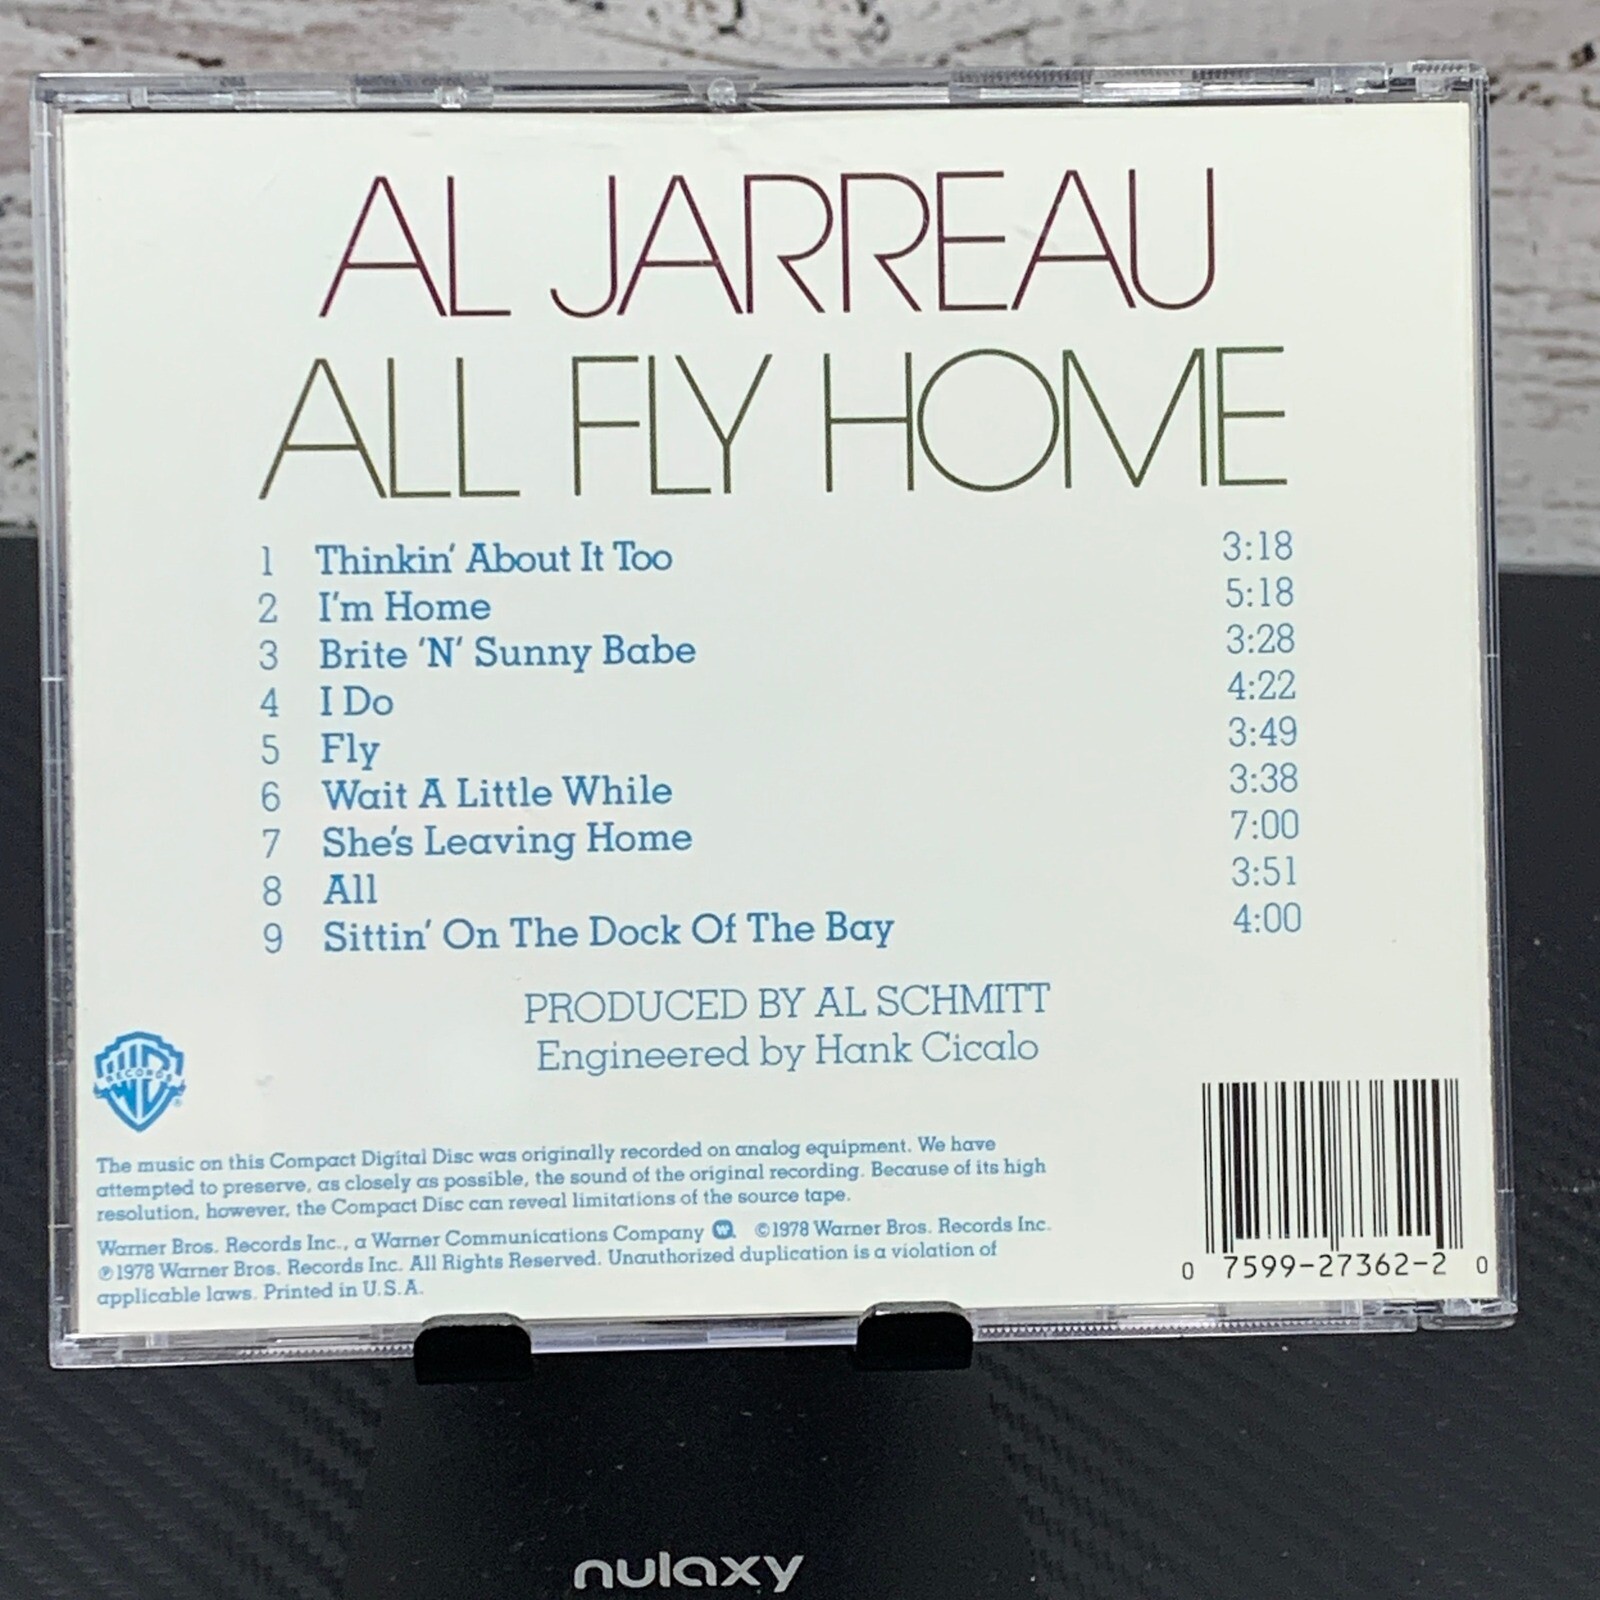 AL JARREAU
ALL FLY HOME
1 Thinkin' About It Too 3:18
2 I'm Home 5:18
3 Brite 'N' Sunny Babe 3:28
4 I Do 4:22
5 Fly 3:49
6 Wait A Little While 3:38
7 She's Leaving Home 7:00
8 All 3:51
9 Sittin' On The Dock Of The Bay 4:00
PRODUCED BY AL SCHMITT
Engineered by Hank Cicalo
RECORDS
The music on this Compact Digital Disc was originally recorded on analog equipment. We have
attempted to preserve, as closely as possible, the sound of the original recording. Because of its high
resolution, however, the Compact Disc can reveal limitations of the source tape.
Warner Bros. Records Inc., a Warner Communications Company W ©1978 Warner Bros. Records Inc.
℗1978 Warner Bros. Records Inc. All Rights Reserved. Unauthorized duplication is a violation of
applicable laws. Printed in U.S.A.
0 7599-27362-2 0
nulaxy